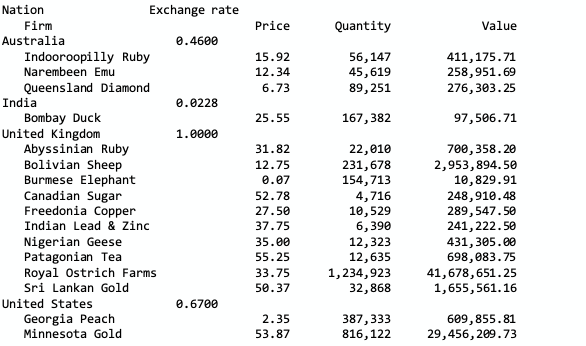 Nation Exchange rate
Firm Price Quantity Value
Australia 0.4600
Indooroopilly Ruby 15.92 56,147 411,175.71
Narembeen Emu 12.34 45,619 258,951.69
Queensland Diamond 6.73 89,251 276,303.25
India 0.0228
Bombay Duck 25.55 167,382 97,506.71
United Kingdom 1.0000
Abyssinian Ruby 31.82 22,010 700,358.20
Bolivian Sheep 12.75 231,678 2,953,894.50
Burmese Elephant 0.07 154,713 10,829.91
Canadian Sugar 52.78 4,716 248,910.48
Freedonia Copper 27.50 10,529 289,547.50
Indian Lead & Zinc 37.75 6,390 241,222.50
Nigerian Geese 35.00 12,323 431,305.00
Patagonian Tea 55.25 12,635 698,083.75
Royal Ostrich Farms 33.75 1,234,923 41,678,651.25
Sri Lankan Gold 50.37 32,868 1,655,561.16
United States 0.6700
Georgia Peach 2.35 387,333 609,855.81
Minnesota Gold 53.87 816,122 29,456,209.73